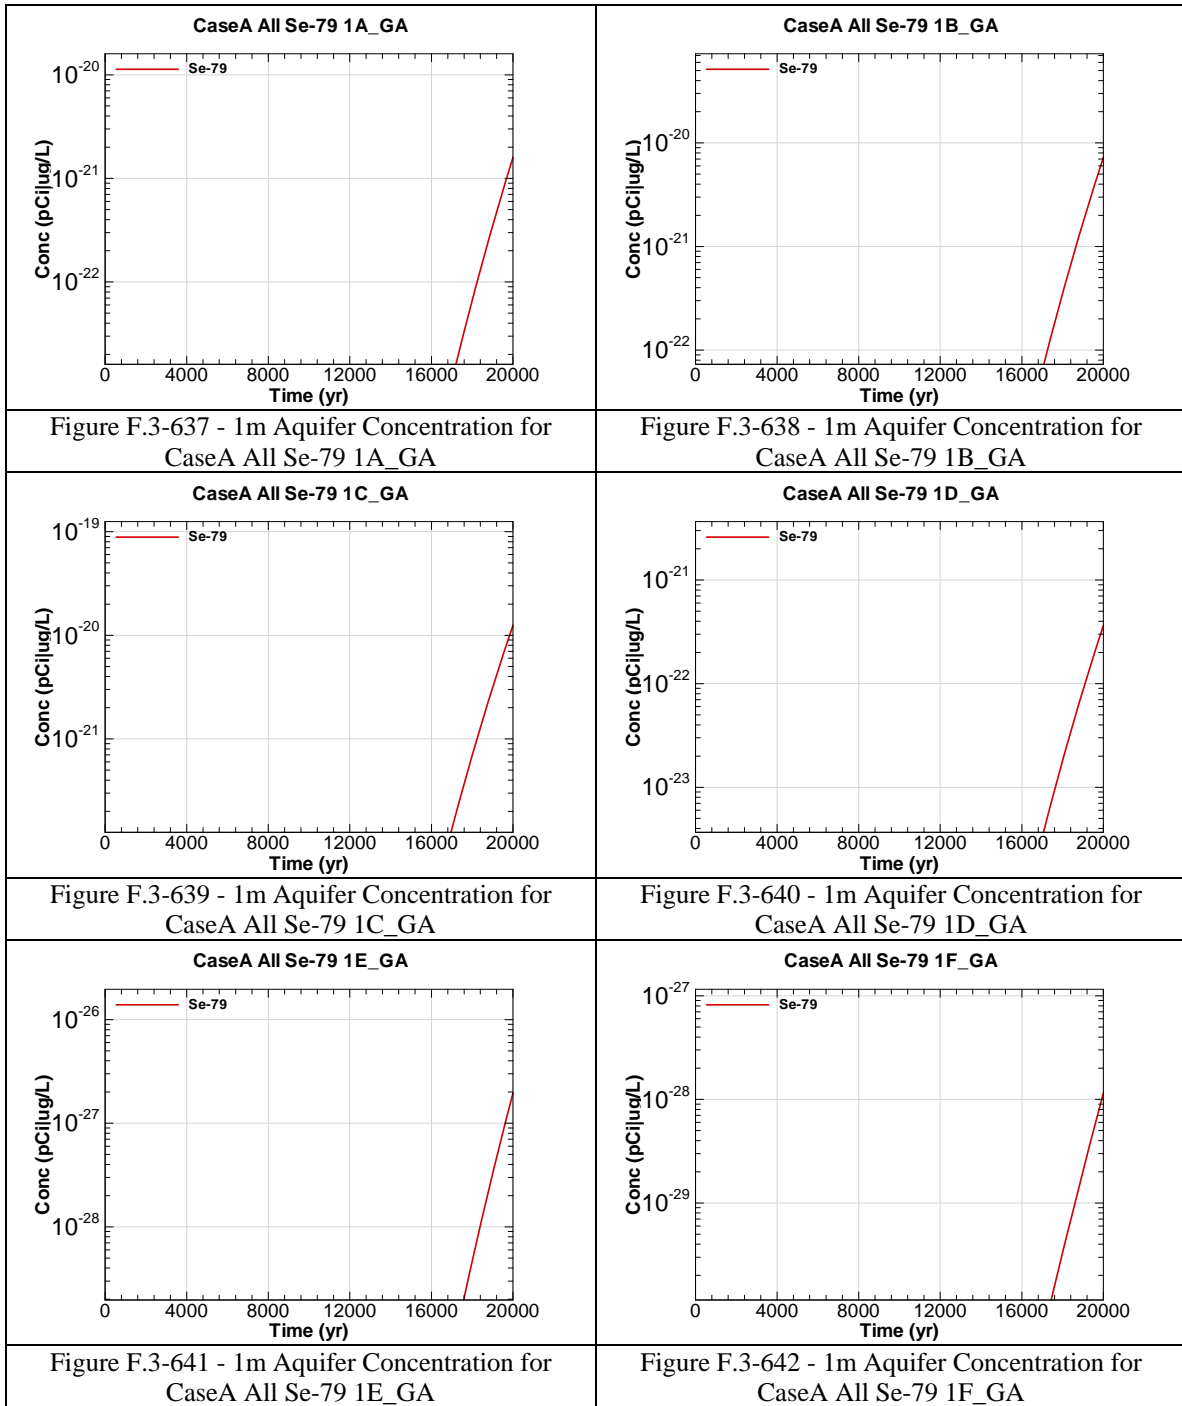 CaseA All Se-79 1A_GA
Se-79
10-20
10-21
10-22
Conc (pCi|ug/L)
0 4000 8000 12000 16000 20000
Time (yr)
Figure F.3-637 - 1m Aquifer Concentration for
CaseA All Se-79 1A_GA
CaseA All Se-79 1B_GA
Se-79
10-20
10-21
10-22
Conc (pCi|ug/L)
0 4000 8000 12000 16000 20000
Time (yr)
Figure F.3-638 - 1m Aquifer Concentration for
CaseA All Se-79 1B_GA
CaseA All Se-79 1C_GA
Se-79
10-19
10-20
10-21
Conc (pCi|ug/L)
0 4000 8000 12000 16000 20000
Time (yr)
Figure F.3-639 - 1m Aquifer Concentration for
CaseA All Se-79 1C_GA
CaseA All Se-79 1D_GA
Se-79
10-21
10-22
10-23
Conc (pCi|ug/L)
0 4000 8000 12000 16000 20000
Time (yr)
Figure F.3-640 - 1m Aquifer Concentration for
CaseA All Se-79 1D_GA
CaseA All Se-79 1E_GA
Se-79
10-26
10-27
10-28
Conc (pCi|ug/L)
0 4000 8000 12000 16000 20000
Time (yr)
Figure F.3-641 - 1m Aquifer Concentration for
CaseA All Se-79 1E_GA
CaseA All Se-79 1F_GA
Se-79
10-27
10-28
10-29
Conc (pCi|ug/L)
0 4000 8000 12000 16000 20000
Time (yr)
Figure F.3-642 - 1m Aquifer Concentration for
CaseA All Se-79 1F_GA